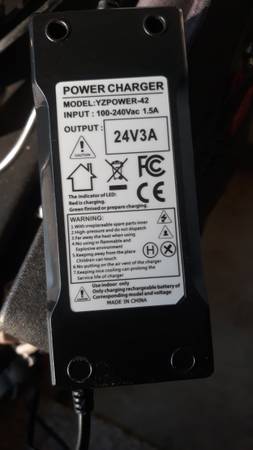 POWER CHARGER
MODEL:YZPOWER-42
INPUT : 100-240Vac 1.5A
OUTPUT :
24V3A
CAUTION
FC
CE
The Indicator of LED:
Red is charging.
Green finised or prepare charging.
WARNING:
1.With irreplaceable spare parts inner
2.High-pressure and do not dispatch
3.Far away the heat when using
4.No using in flammable and
Explosive environment
5.Keeping away from the place
Children can touch
6.No putting on the air vent of the charger
7.Keeping nice cooling can prolong the
Service life of charger
H
Use indoor only
Only charging rechargeable battery of
Corresponding model and voltage
MADE IN CHINA